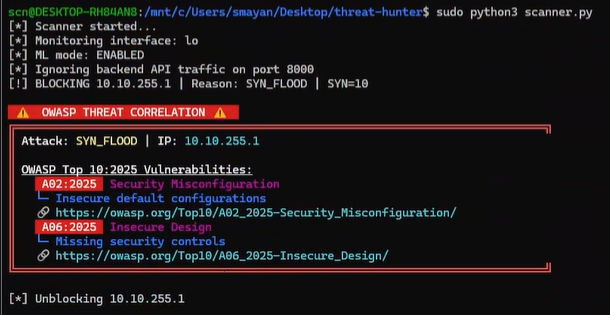 scn@DESKTOP-RH84AN8:/mnt/c/Users/smayan/Desktop/threat-hunter$ sudo python3 scanner.py
[*] Scanner started...
[*] Monitoring interface: lo
[*] ML mode: ENABLED
[*] Ignoring backend API traffic on port 8000
[!] BLOCKING 10.10.255.1 | Reason: SYN_FLOOD | SYN=10
⚠ OWASP THREAT CORRELATION ⚠
Attack: SYN_FLOOD | IP: 10.10.255.1
OWASP Top 10:2025 Vulnerabilities:
A02:2025 Security Misconfiguration
└─ Insecure default configurations
🔗 https://owasp.org/Top10/A02_2025-Security_Misconfiguration/
A06:2025 Insecure Design
└─ Missing security controls
🔗 https://owasp.org/Top10/A06_2025-Insecure_Design/
[*] Unblocking 10.10.255.1